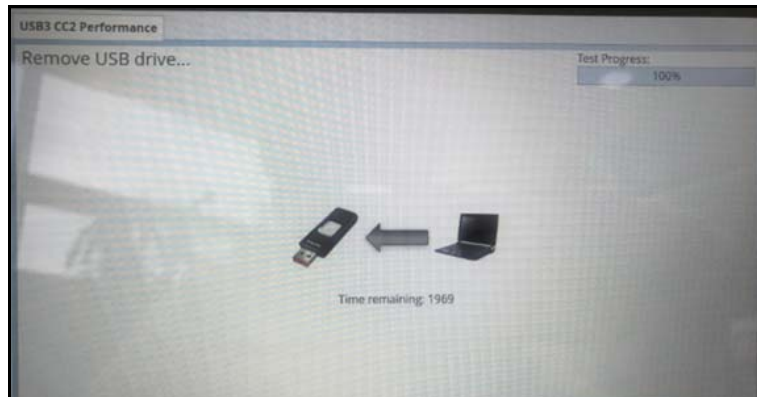 USB3 CC2 Performance
Remove USB drive...
Test Progress:
100%
Time remaining: 1969